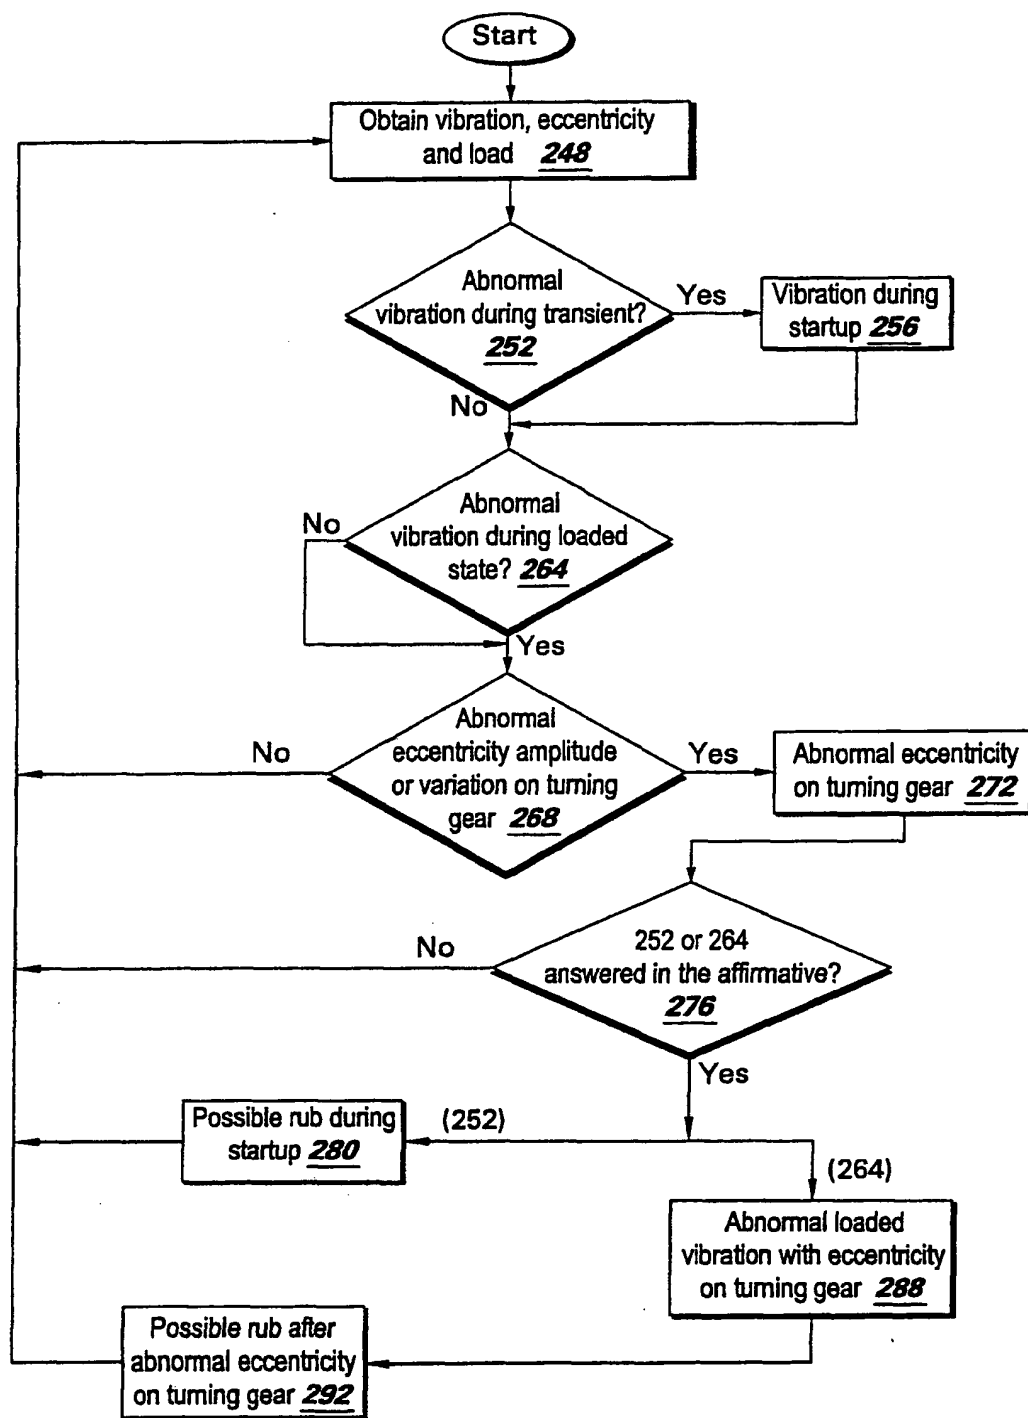 Start
Obtain vibration, eccentricity
and load 248
Abnormal
vibration during transient?
252
Yes
Vibration during
startup 256
No
Abnormal
vibration during loaded
state? 264
No
Yes
Abnormal
eccentricity amplitude
or variation on turning
gear 268
No
Yes
Abnormal eccentricity
on turning gear 272
252 or 264
answered in the affirmative?
276
No
Yes
(252)
Possible rub during
startup 280
(264)
Abnormal loaded
vibration with eccentricity
on turning gear 288
Possible rub after
abnormal eccentricity
on turning gear 292